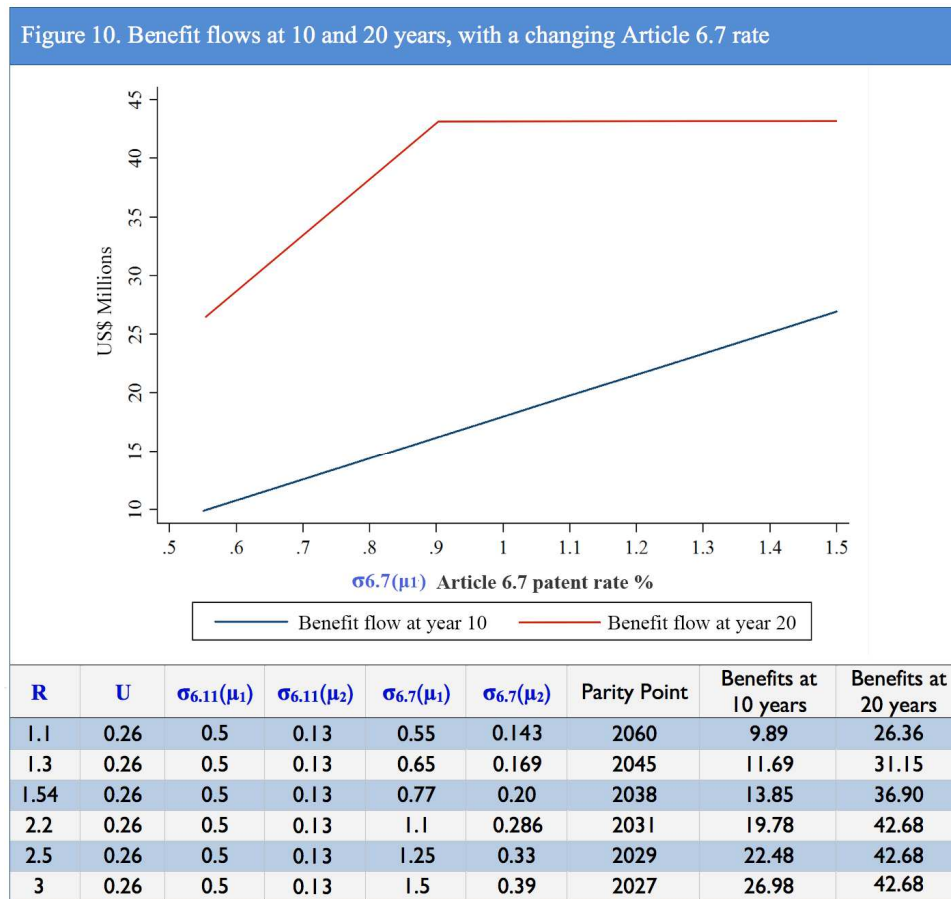 Figure 10. Benefit flows at 10 and 20 years, with a changing Article 6.7 rate
45
40
35
30
25
20
15
10
US$ Millions
.5 .6 .7 .8 .9 1 1.1 1.2 1.3 1.4 1.5
σ6.7(μ1) Article 6.7 patent rate %
Benefit flow at year 10 Benefit flow at year 20
R U σ6.11(μ1) σ6.11(μ2) σ6.7(μ1) σ6.7(μ2) Parity Point Benefits at 10 years Benefits at 20 years
1.1 0.26 0.5 0.13 0.55 0.143 2060 9.89 26.36
1.3 0.26 0.5 0.13 0.65 0.169 2045 11.69 31.15
1.54 0.26 0.5 0.13 0.77 0.20 2038 13.85 36.90
2.2 0.26 0.5 0.13 1.1 0.286 2031 19.78 42.68
2.5 0.26 0.5 0.13 1.25 0.33 2029 22.48 42.68
3 0.26 0.5 0.13 1.5 0.39 2027 26.98 42.68